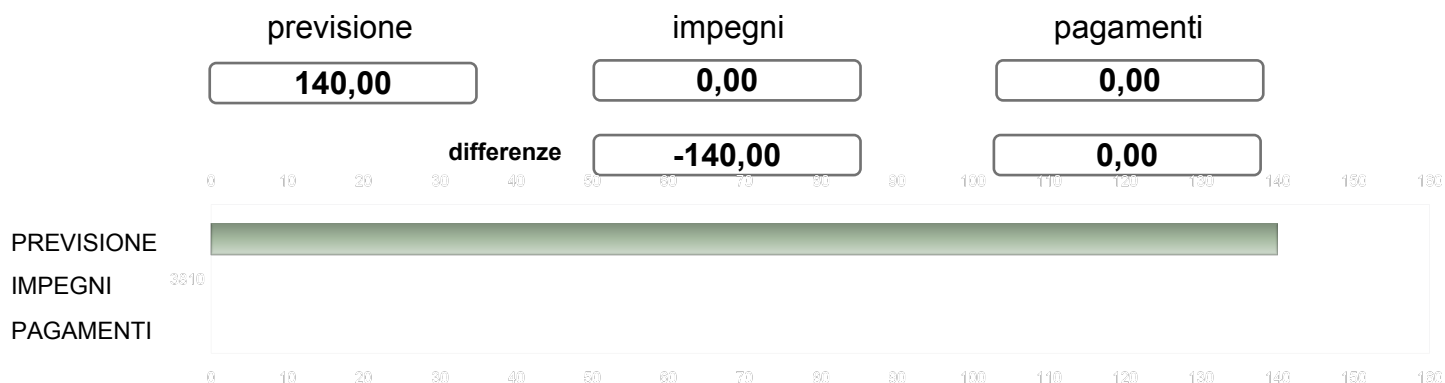 previsione impegni pagamenti
140,00 0,00 0,00
differenze -140,00 0,00
0 10 20 30 40 50 60 70 80 90 100 110 120 130 140 150 160
PREVISIONE
3810
IMPEGNI
PAGAMENTI
0 10 20 30 40 50 60 70 80 90 100 110 120 130 140 150 160